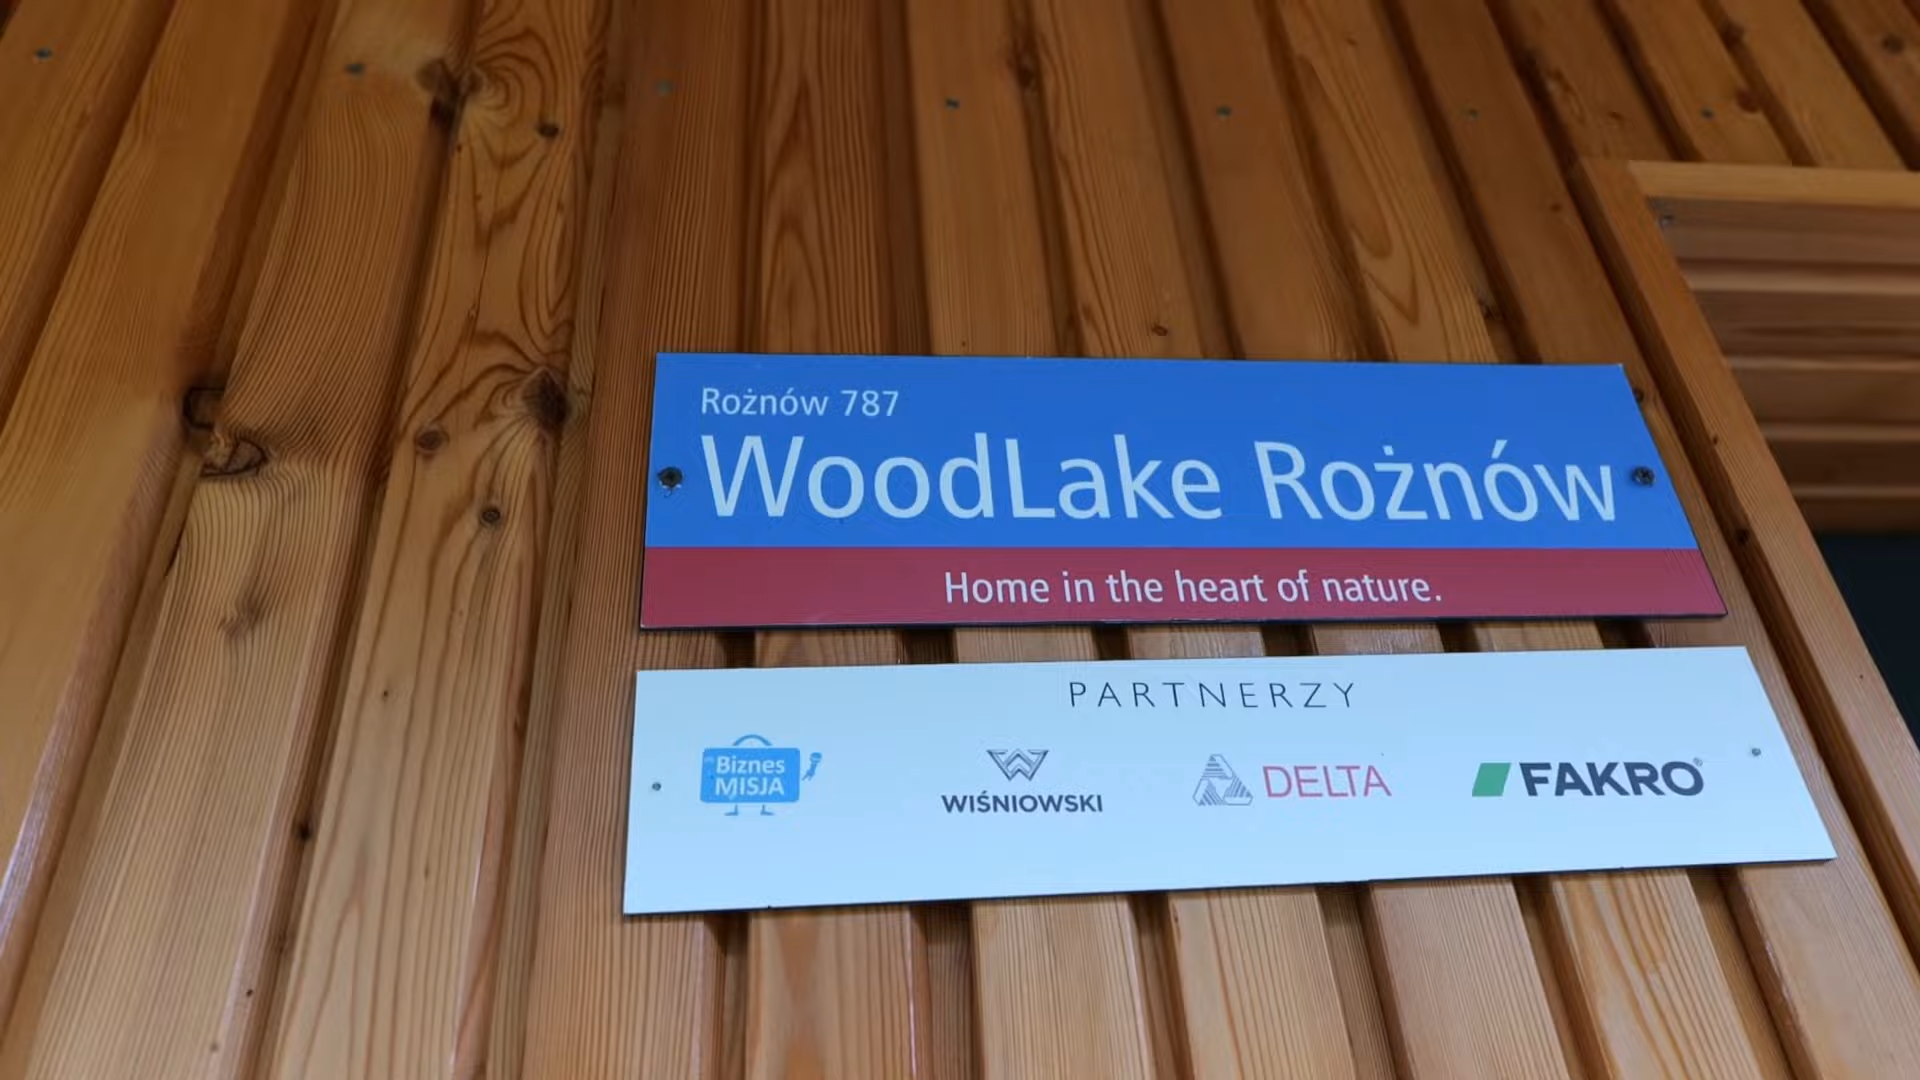 Rożnów 787
WoodLake Rożnów
Home in the heart of nature.
PARTNERZY
Biznes
MISJA
WIŚNIOWSKI
DELTA
FAKRO®